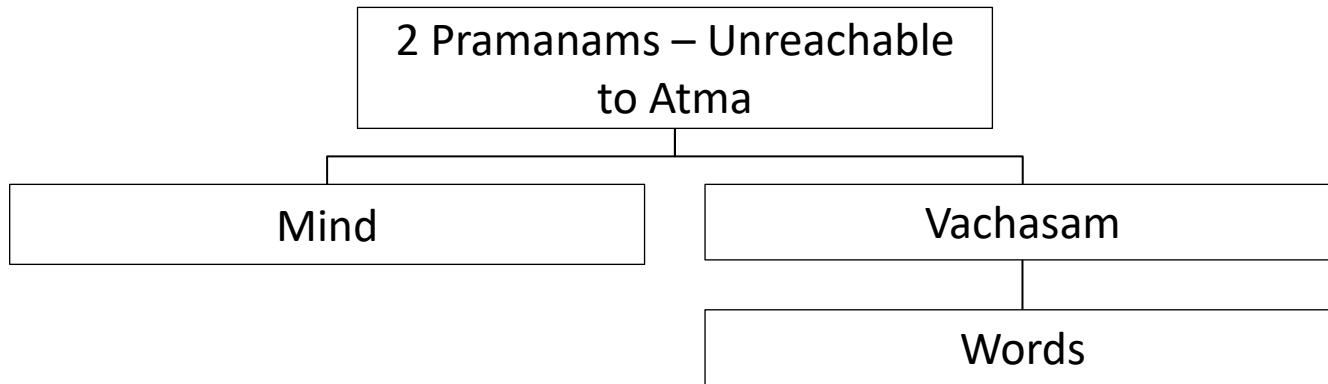 2 Pramanams – Unreachable
to Atma
Mind
Vachasam
Words